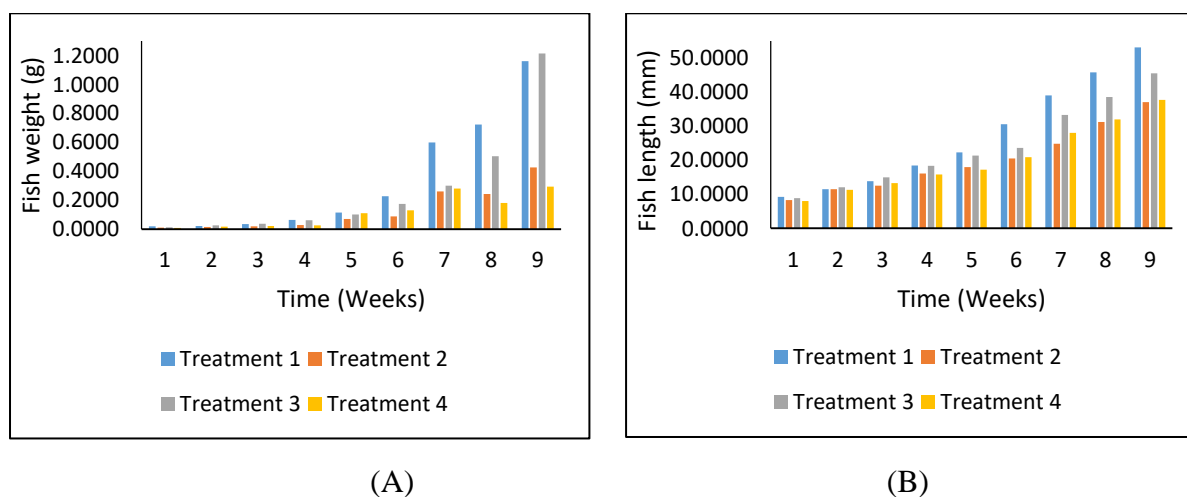 Fish weight (g)
1.2000
1.0000
0.8000
0.6000
0.4000
0.2000
0.0000
1 2 3 4 5 6 7 8 9
Time (Weeks)
Treatment 1 Treatment 2
Treatment 3 Treatment 4
(A)
Fish length (mm)
50.0000
40.0000
30.0000
20.0000
10.0000
0.0000
1 2 3 4 5 6 7 8 9
Time (Weeks)
Treatment 1 Treatment 2
Treatment 3 Treatment 4
(B)